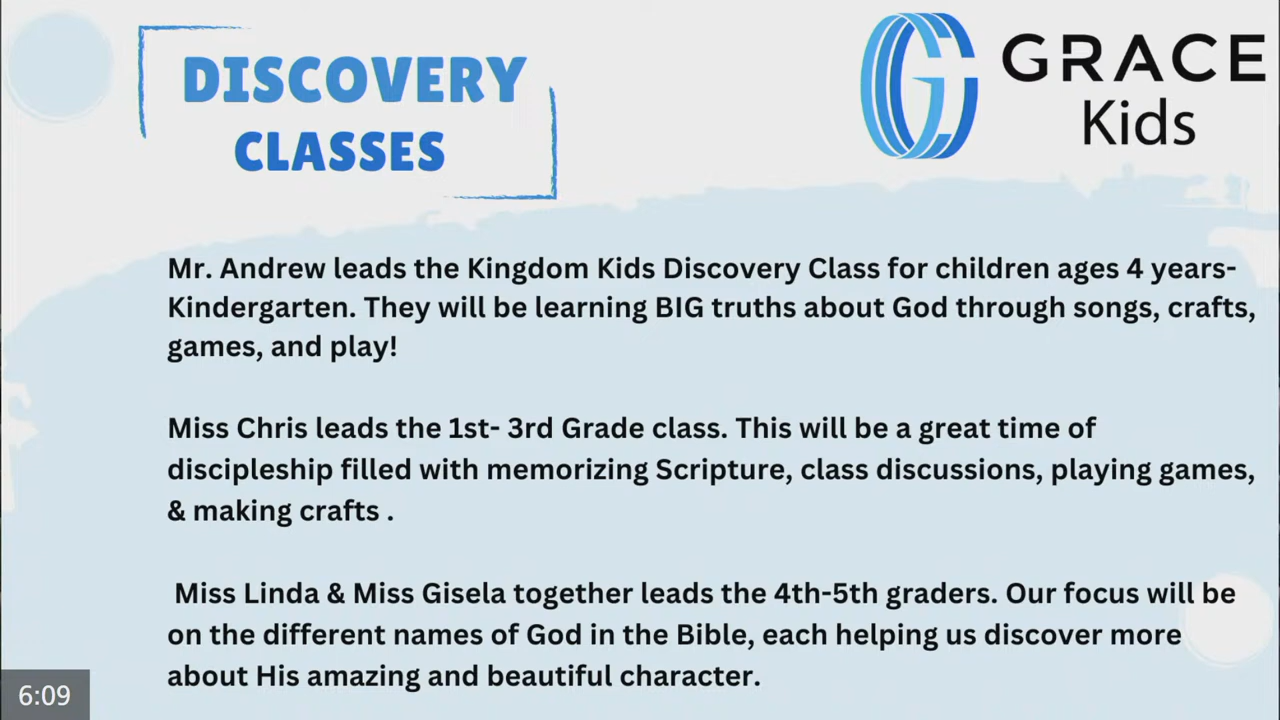 DISCOVERY
CLASSES
GRACE
Kids
Mr. Andrew leads the Kingdom Kids Discovery Class for children ages 4 years-
Kindergarten. They will be learning BIG truths about God through songs, crafts,
games, and play!
Miss Chris leads the 1st- 3rd Grade class. This will be a great time of
discipleship filled with memorizing Scripture, class discussions, playing games,
& making crafts .
Miss Linda & Miss Gisela together leads the 4th-5th graders. Our focus will be
on the different names of God in the Bible, each helping us discover more
about His amazing and beautiful character.
6:09